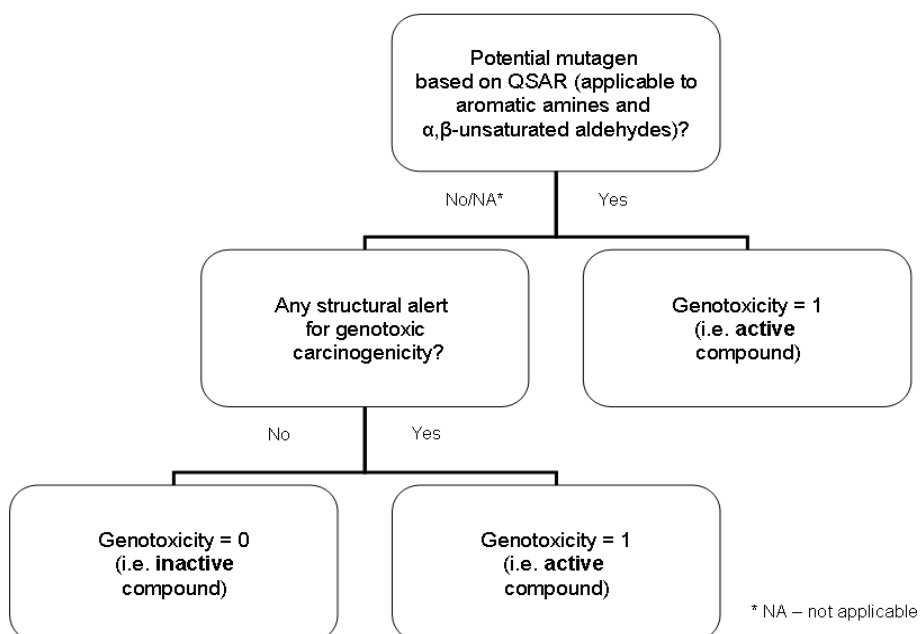 Potential mutagen
based on QSAR (applicable to
aromatic amines and
α,β-unsaturated aldehydes)?
No/NA*
Yes
Any structural alert
for genotoxic
carcinogenicity?
Genotoxicity = 1
(i.e. active
compound)
No
Yes
Genotoxicity = 0
(i.e. inactive
compound)
Genotoxicity = 1
(i.e. active
compound)
* NA – not applicable